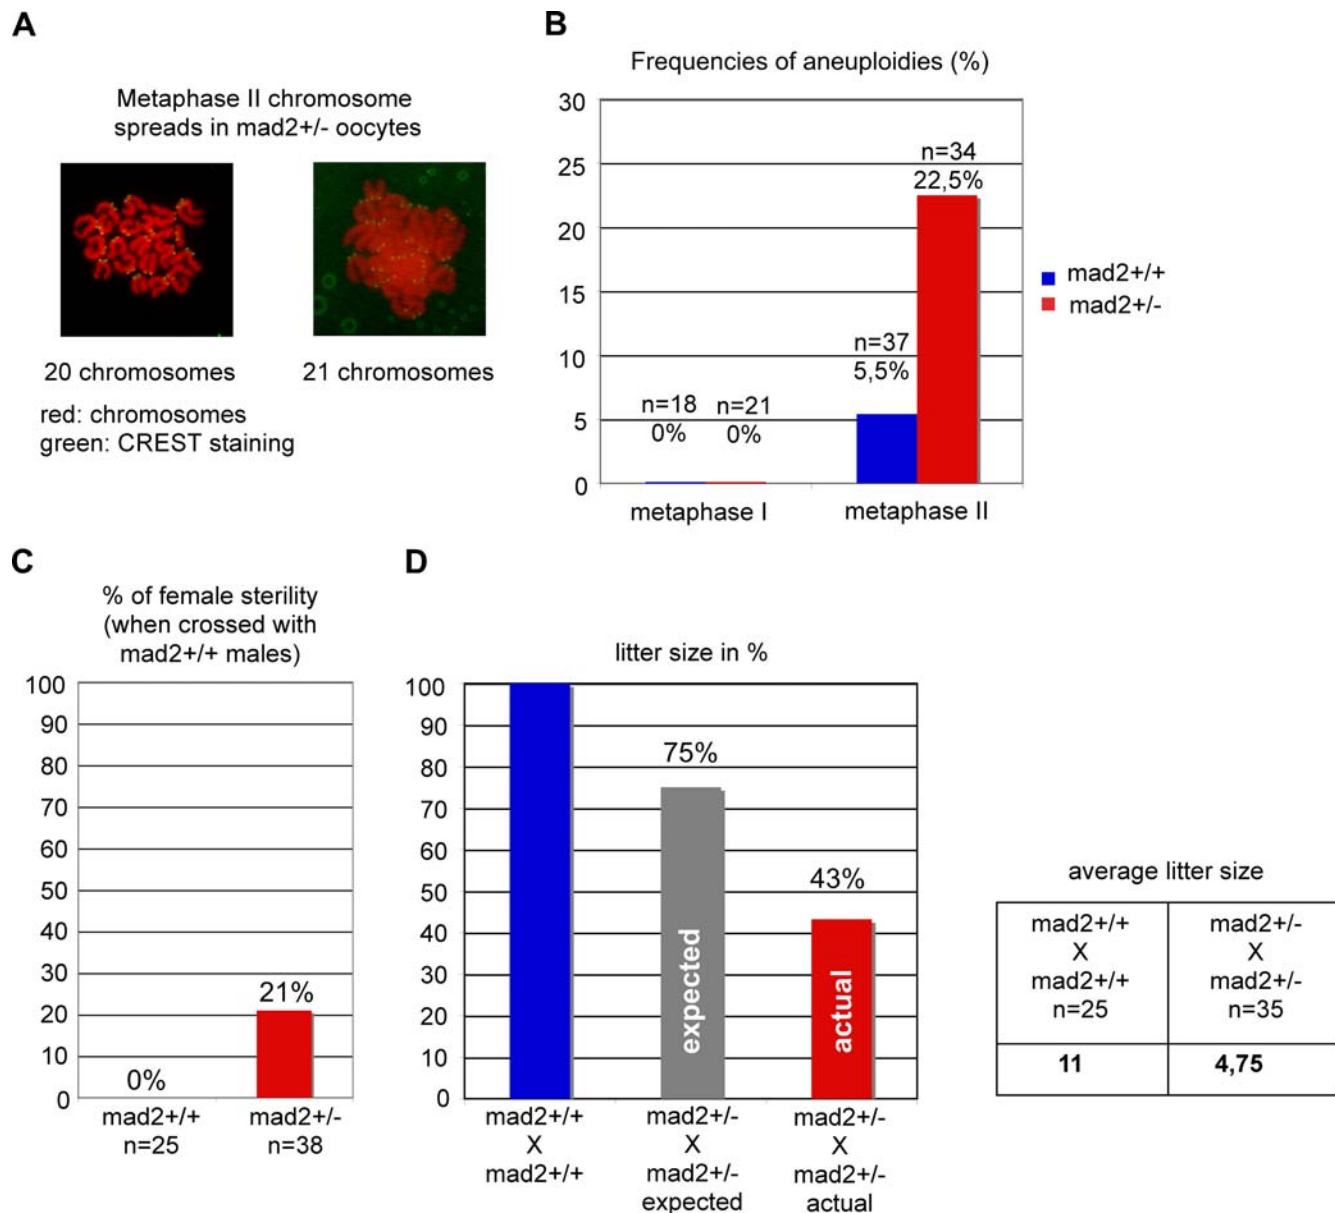 A
Metaphase II chromosome
spreads in mad2+/- oocytes
20 chromosomes
21 chromosomes
red: chromosomes
green: CREST staining
B
Frequencies of aneuploidies (%)
30
25
20
15
10
5
0
n=18
0%
n=21
0%
n=37
5,5%
n=34
22,5%
metaphase I
metaphase II
mad2+/+
mad2+/-
C
% of female sterility
(when crossed with
mad2+/+ males)
100
90
80
70
60
50
40
30
20
10
0
0%
21%
mad2+/+
n=25
mad2+/-
n=38
D
litter size in %
100
90
80
70
60
50
40
30
20
10
0
75%
43%
expected
actual
mad2+/+
X
mad2+/+
mad2+/-
X
mad2+/-
expected
mad2+/-
X
mad2+/-
actual
average litter size
mad2+/+
X
mad2+/+
n=25
mad2+/-
X
mad2+/-
n=35
11
4,75